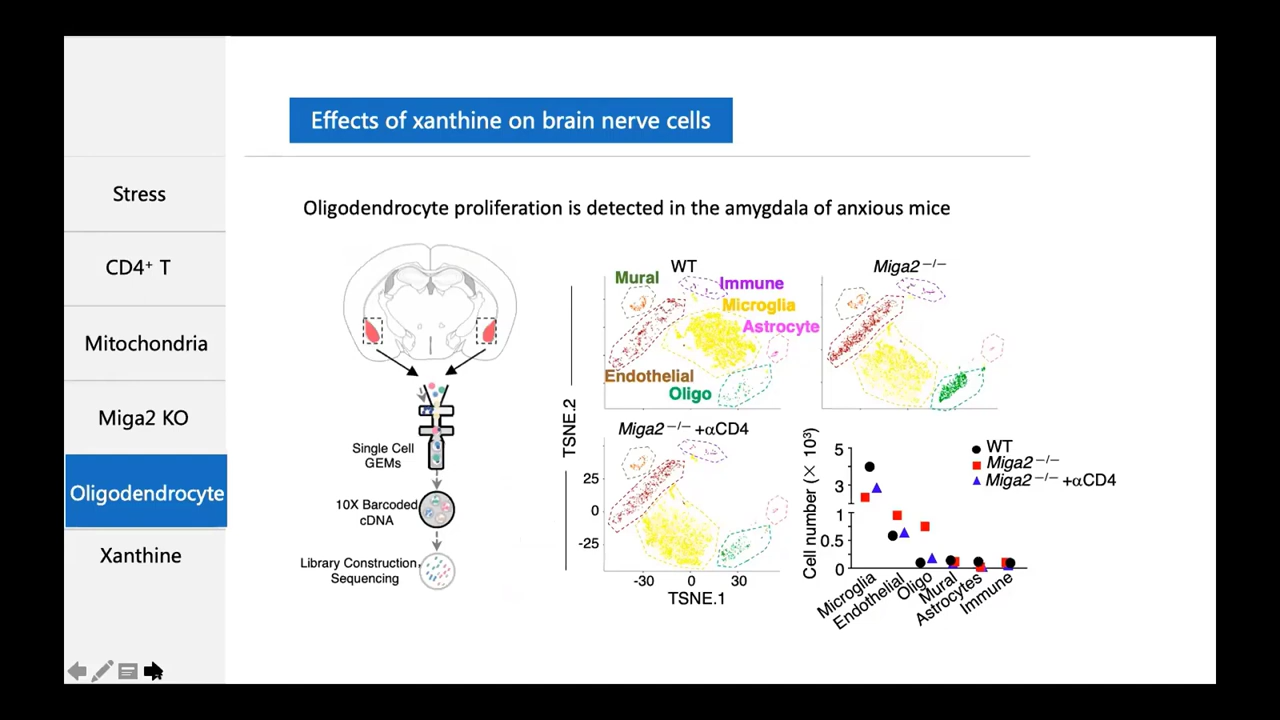 Effects of xanthine on brain nerve cells
Stress
CD4⁺ T
Mitochondria
Miga2 KO
Oligodendrocyte
Xanthine
Oligodendrocyte proliferation is detected in the amygdala of anxious mice
Single Cell
GEMs
10X Barcoded
cDNA
Library Construction,
Sequencing
WT
Mural
Immune
Microglia
Astrocyte
Endothelial
Oligo
Miga2⁻/⁻
Miga2⁻/⁻ +αCD4
TSNE.2
25
0
-25
-30
0
30
TSNE.1
Cell number (× 10³)
5
3
1
0.5
0
WT
Miga2⁻/⁻
Miga2⁻/⁻ +αCD4
Microglia
Endothelial
Oligo
Mural
Astrocytes
Immune